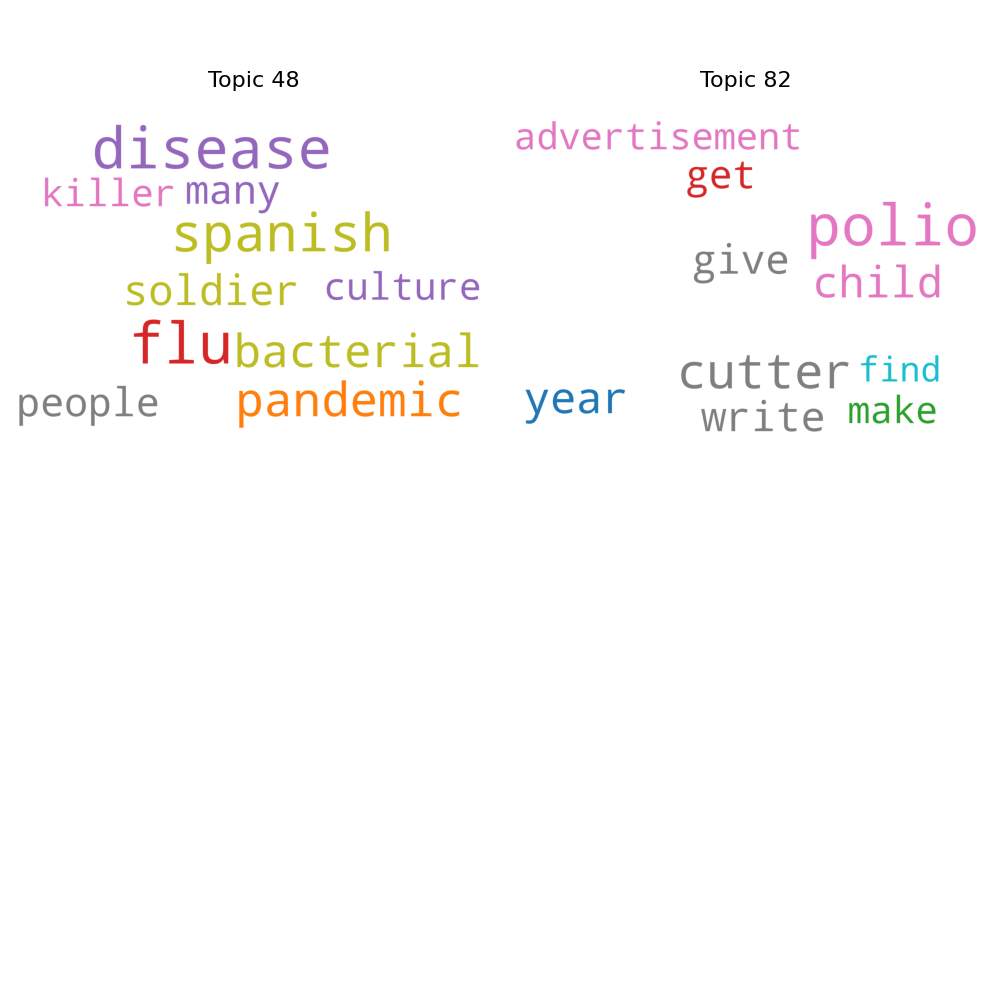 Topic 48
disease
killer many
spanish
soldier culture
flu bacterial
people pandemic
Topic 82
advertisement
get
polio
give
child
cutter find
year
write make